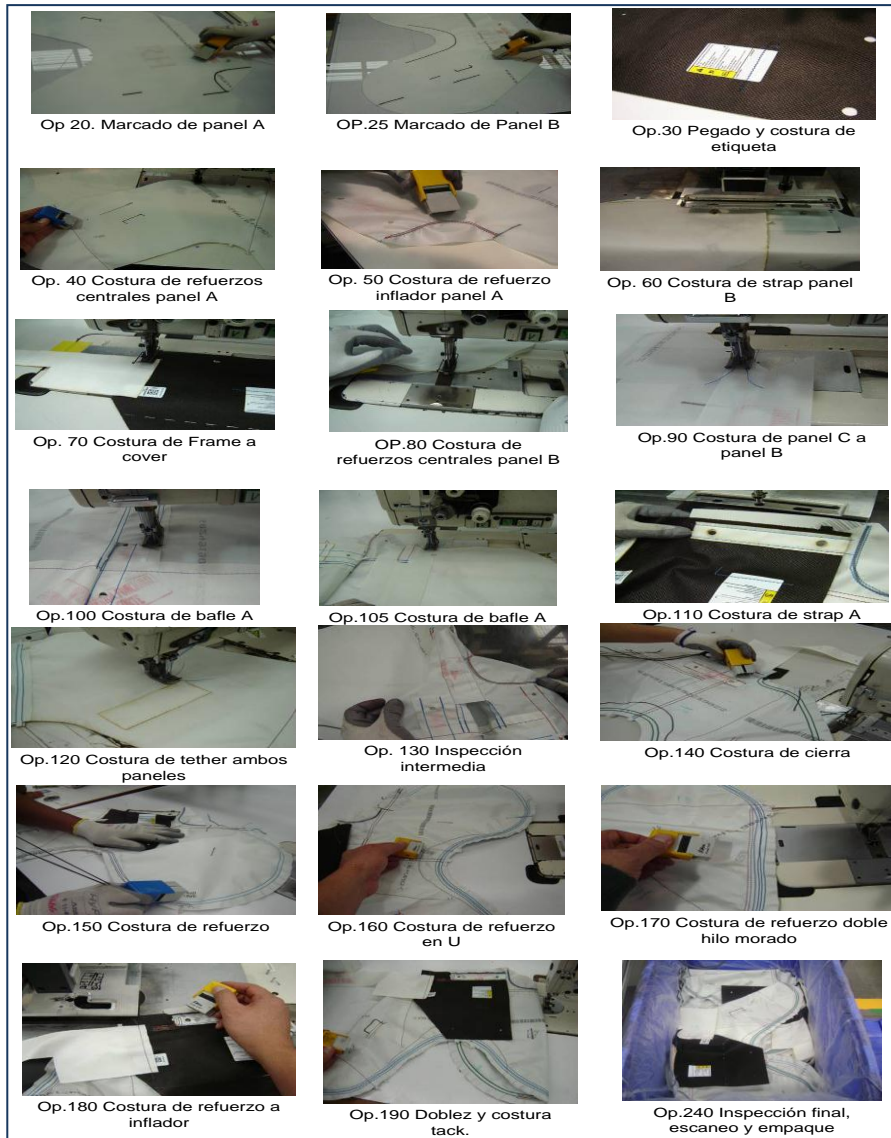 Op 20. Marcado de panel A
OP.25 Marcado de Panel B
Op.30 Pegado y costura de
etiqueta
Op. 40 Costura de refuerzos
centrales panel A
Op. 50 Costura de refuerzo
inflador panel A
Op. 60 Costura de strap panel
B
Op. 70 Costura de Frame a
cover
OP.80 Costura de
refuerzos centrales panel B
Op.90 Costura de panel C a
panel B
Op.100 Costura de bafle A
Op.105 Costura de bafle A
Op.110 Costura de strap A
Op.120 Costura de tether ambos
paneles
Op. 130 Inspección
intermedia
Op.140 Costura de cierra
Op.150 Costura de refuerzo
Op.160 Costura de refuerzo
en U
Op.170 Costura de refuerzo doble
hilo morado
Op.180 Costura de refuerzo a
inflador
Op.190 Doblez y costura
tack.
Op.240 Inspección final,
escaneo y empaque